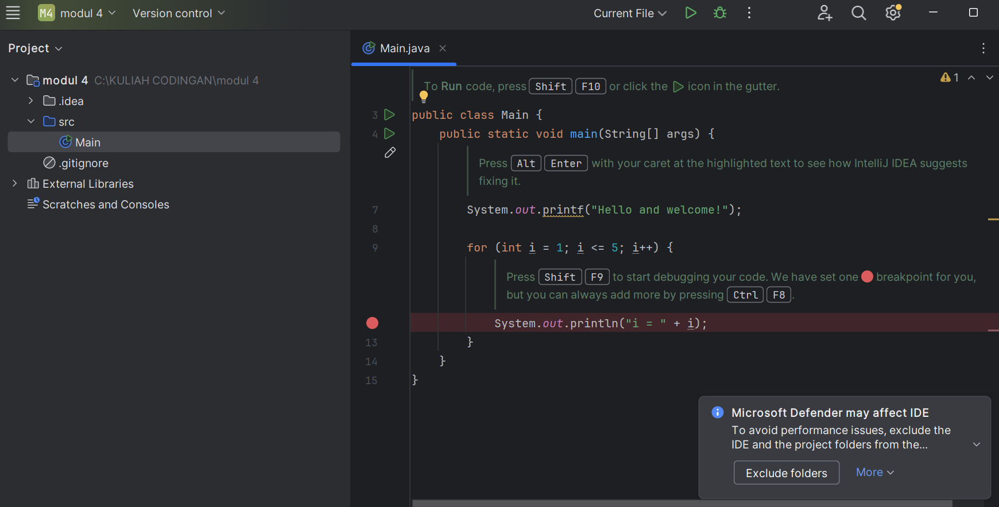 M4 modul 4 Version control Current File
Project
Main.java
modul 4 C:\KULIAH CODINGAN\modul 4
.idea
src
Main
.gitignore
External Libraries
Scratches and Consoles
1
To Run code, press Shift F10 or click the icon in the gutter.
3 public class Main {
4 public static void main(String[] args) {
Press Alt Enter with your caret at the highlighted text to see how IntelliJ IDEA suggests
fixing it.
7 System.out.printf("Hello and welcome!");
8
9 for (int i = 1; i <= 5; i++) {
Press Shift F9 to start debugging your code. We have set one breakpoint for you,
but you can always add more by pressing Ctrl F8.
System.out.println("i = " + i);
13 }
14 }
15 }
Microsoft Defender may affect IDE
To avoid performance issues, exclude the
IDE and the project folders from the...
Exclude folders More